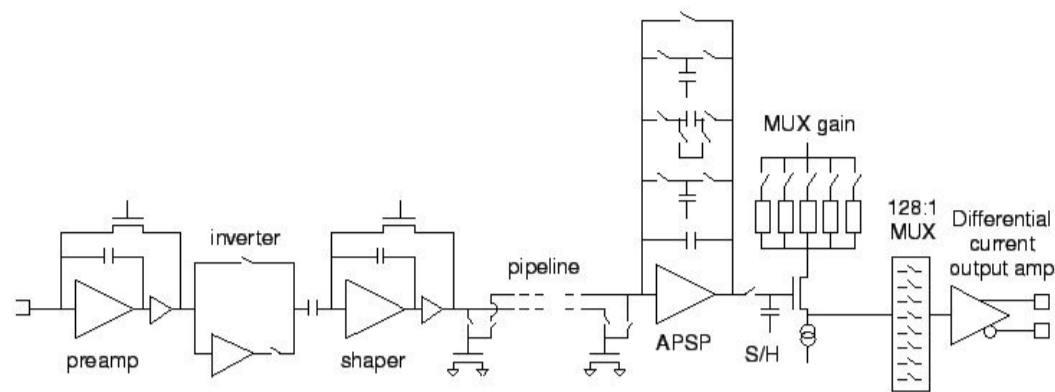 preamp
inverter
shaper
pipeline
APSP
S/H
MUX gain
128:1
MUX
Differential
current
output amp